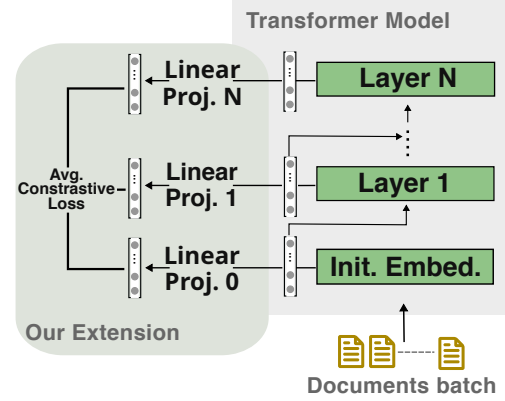 Transformer Model
Linear
Proj. N
Layer N
Avg.
Constrastive
Loss
Linear
Proj. 1
Layer 1
Linear
Proj. 0
Init. Embed.
Our Extension
Documents batch